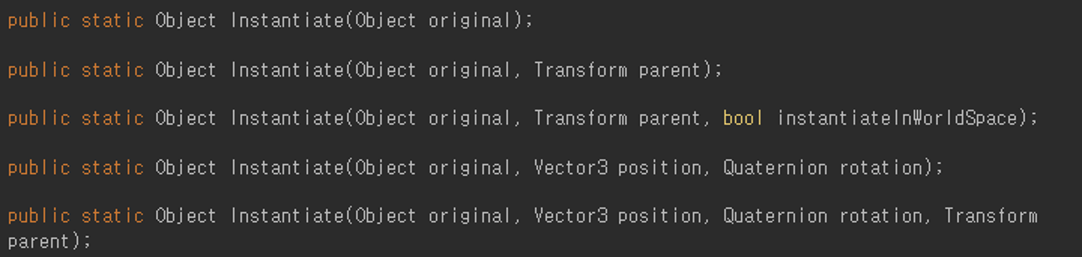 public static Object Instantiate(Object original);
public static Object Instantiate(Object original, Transform parent);
public static Object Instantiate(Object original, Transform parent, bool instantiateInWorldSpace);
public static Object Instantiate(Object original, Vector3 position, Quaternion rotation);
public static Object Instantiate(Object original, Vector3 position, Quaternion rotation, Transform
parent);